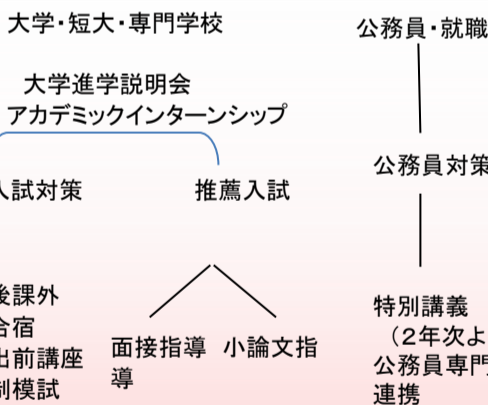 大学・短大・専門学校
公務員・就職
大学進学説明会
アカデミックインターンシップ
公務員対策
入試対策
推薦入試
後課外
合宿
出前講座
制模試
面接指導
小論文指
導
特別講義
（2年次よ
公務員専門
連携